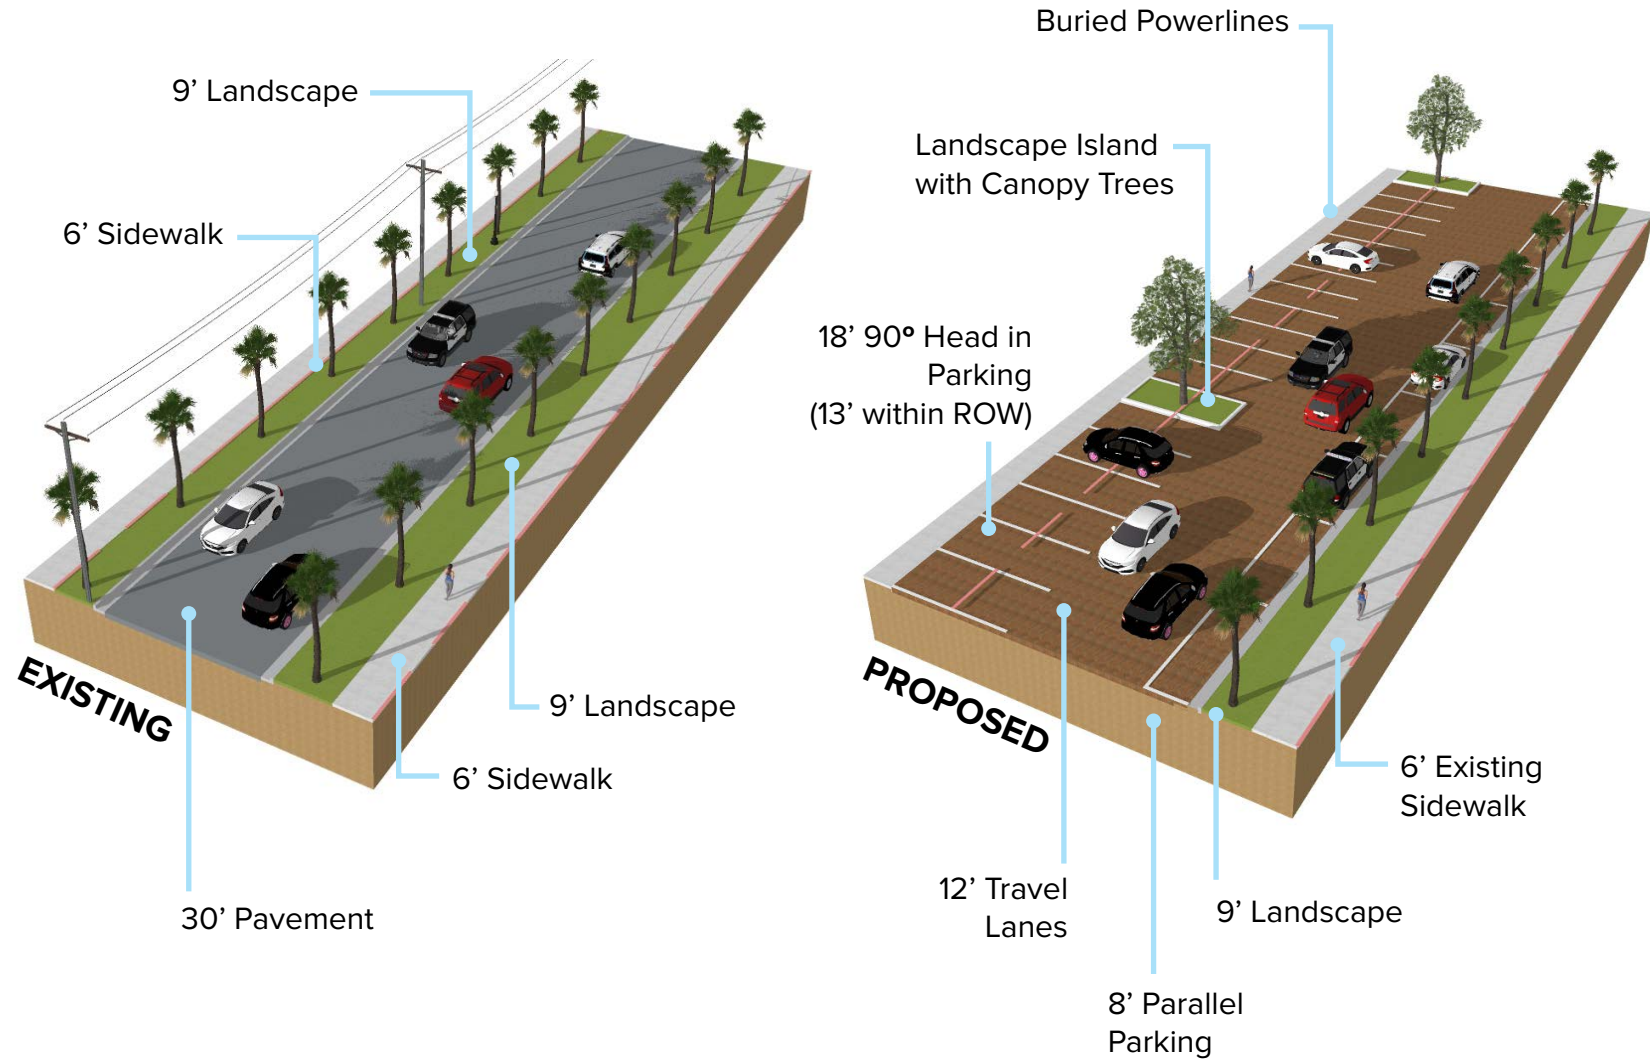 9’ Landscape
6’ Sidewalk
EXISTING
9’ Landscape
6’ Sidewalk
30’ Pavement
Buried Powerlines
Landscape Island
with Canopy Trees
18’ 90° Head in
Parking
(13’ within ROW)
PROPOSED
6’ Existing
Sidewalk
12’ Travel
Lanes
9’ Landscape
8’ Parallel
Parking